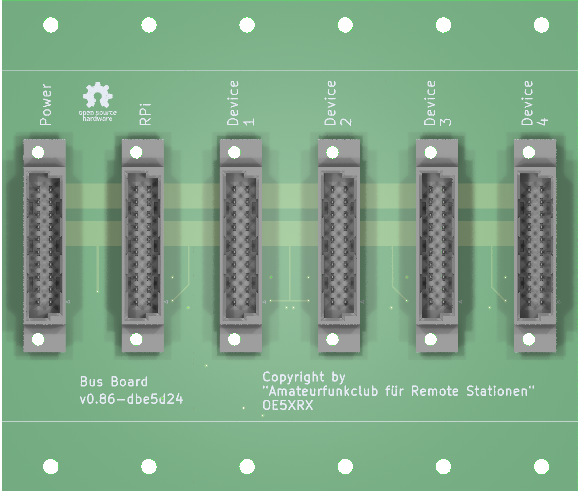 Power
open source
hardware
RPi
Device
1
Device
2
Device
3
Device
4
Bus Board
v0.86-dbe5d24
Copyright by
"Amateurfunkclub für Remote Stationen"
OE5XRX